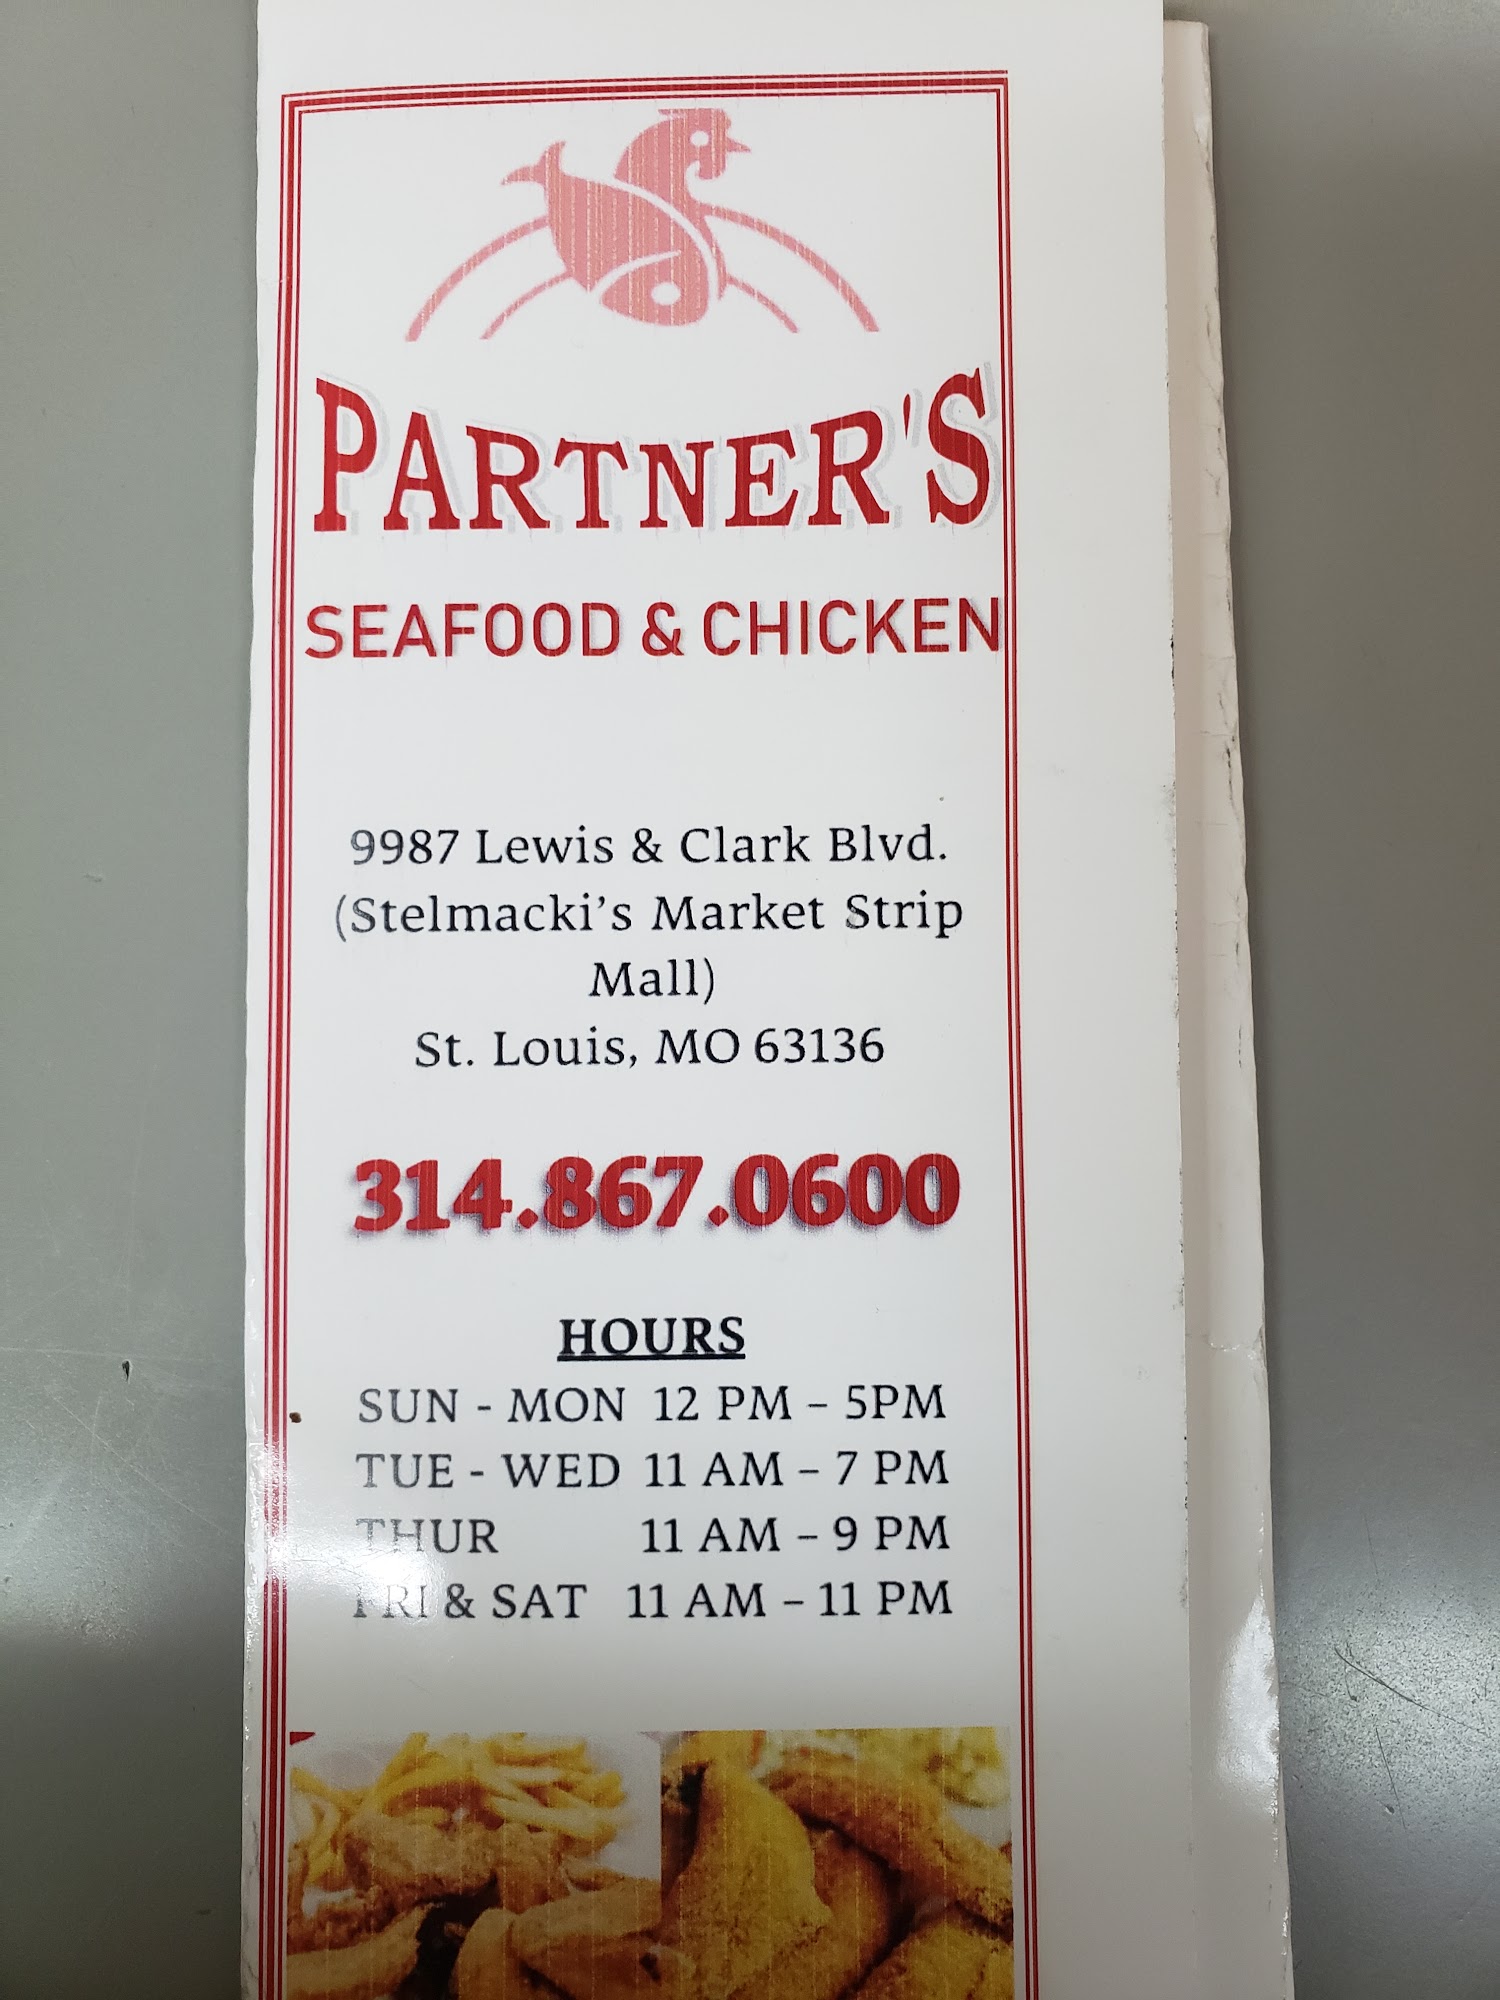 PARTNER'S
SEAFOOD & CHICKEN
9987 Lewis & Clark Blvd.
(Stelmacki's Market Strip
Mall)
St. Louis, MO 63136
314.867.0600
HOURS
SUN - MON 12 PM – 5PM
TUE - WED 11 AM – 7 PM
THUR 11 AM – 9 PM
FRI & SAT 11 AM – 11 PM